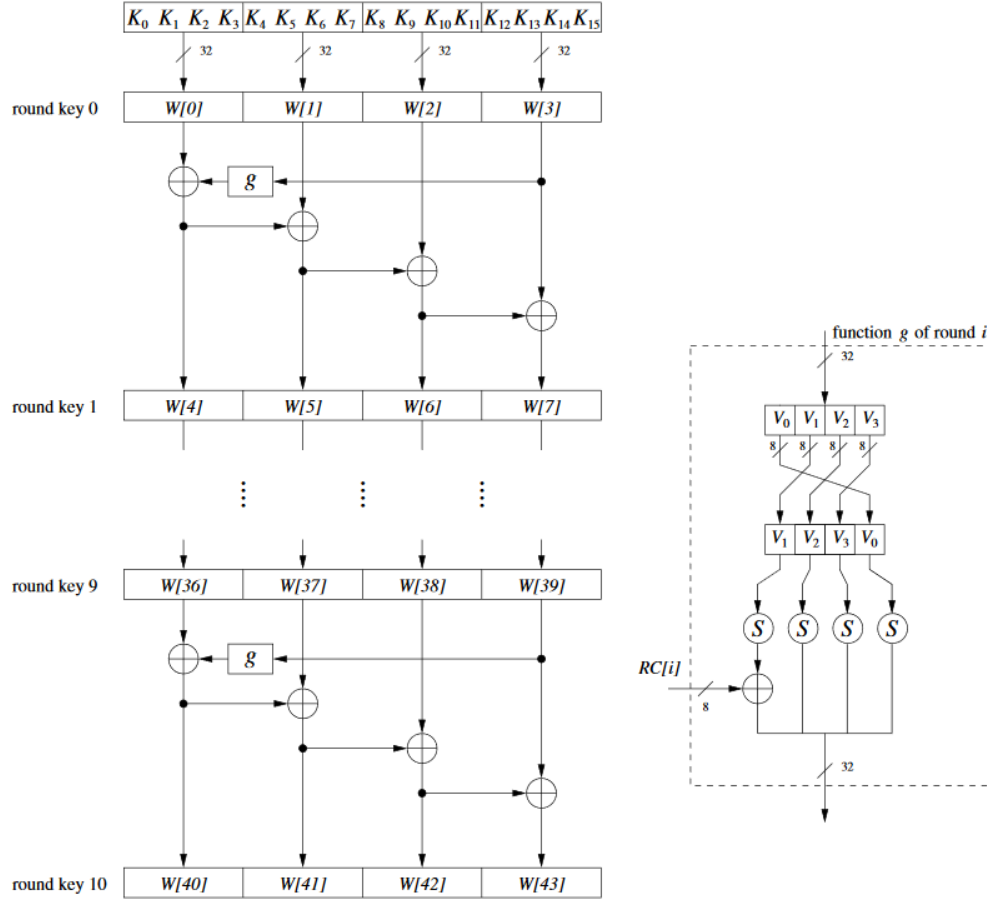 K₀ K₁ K₂ K₃ K₄ K₅ K₆ K₇ K₈ K₉ K₁₀ K₁₁ K₁₂ K₁₃ K₁₄ K₁₅
32 32 32 32
round key 0 W[0] W[1] W[2] W[3]
g
round key 1 W[4] W[5] W[6] W[7]
round key 9 W[36] W[37] W[38] W[39]
g
round key 10 W[40] W[41] W[42] W[43]
function g of round i
32
V₀ V₁ V₂ V₃
8 8 8 8
V₁ V₂ V₃ V₀
S S S S
RC[i]
8
32